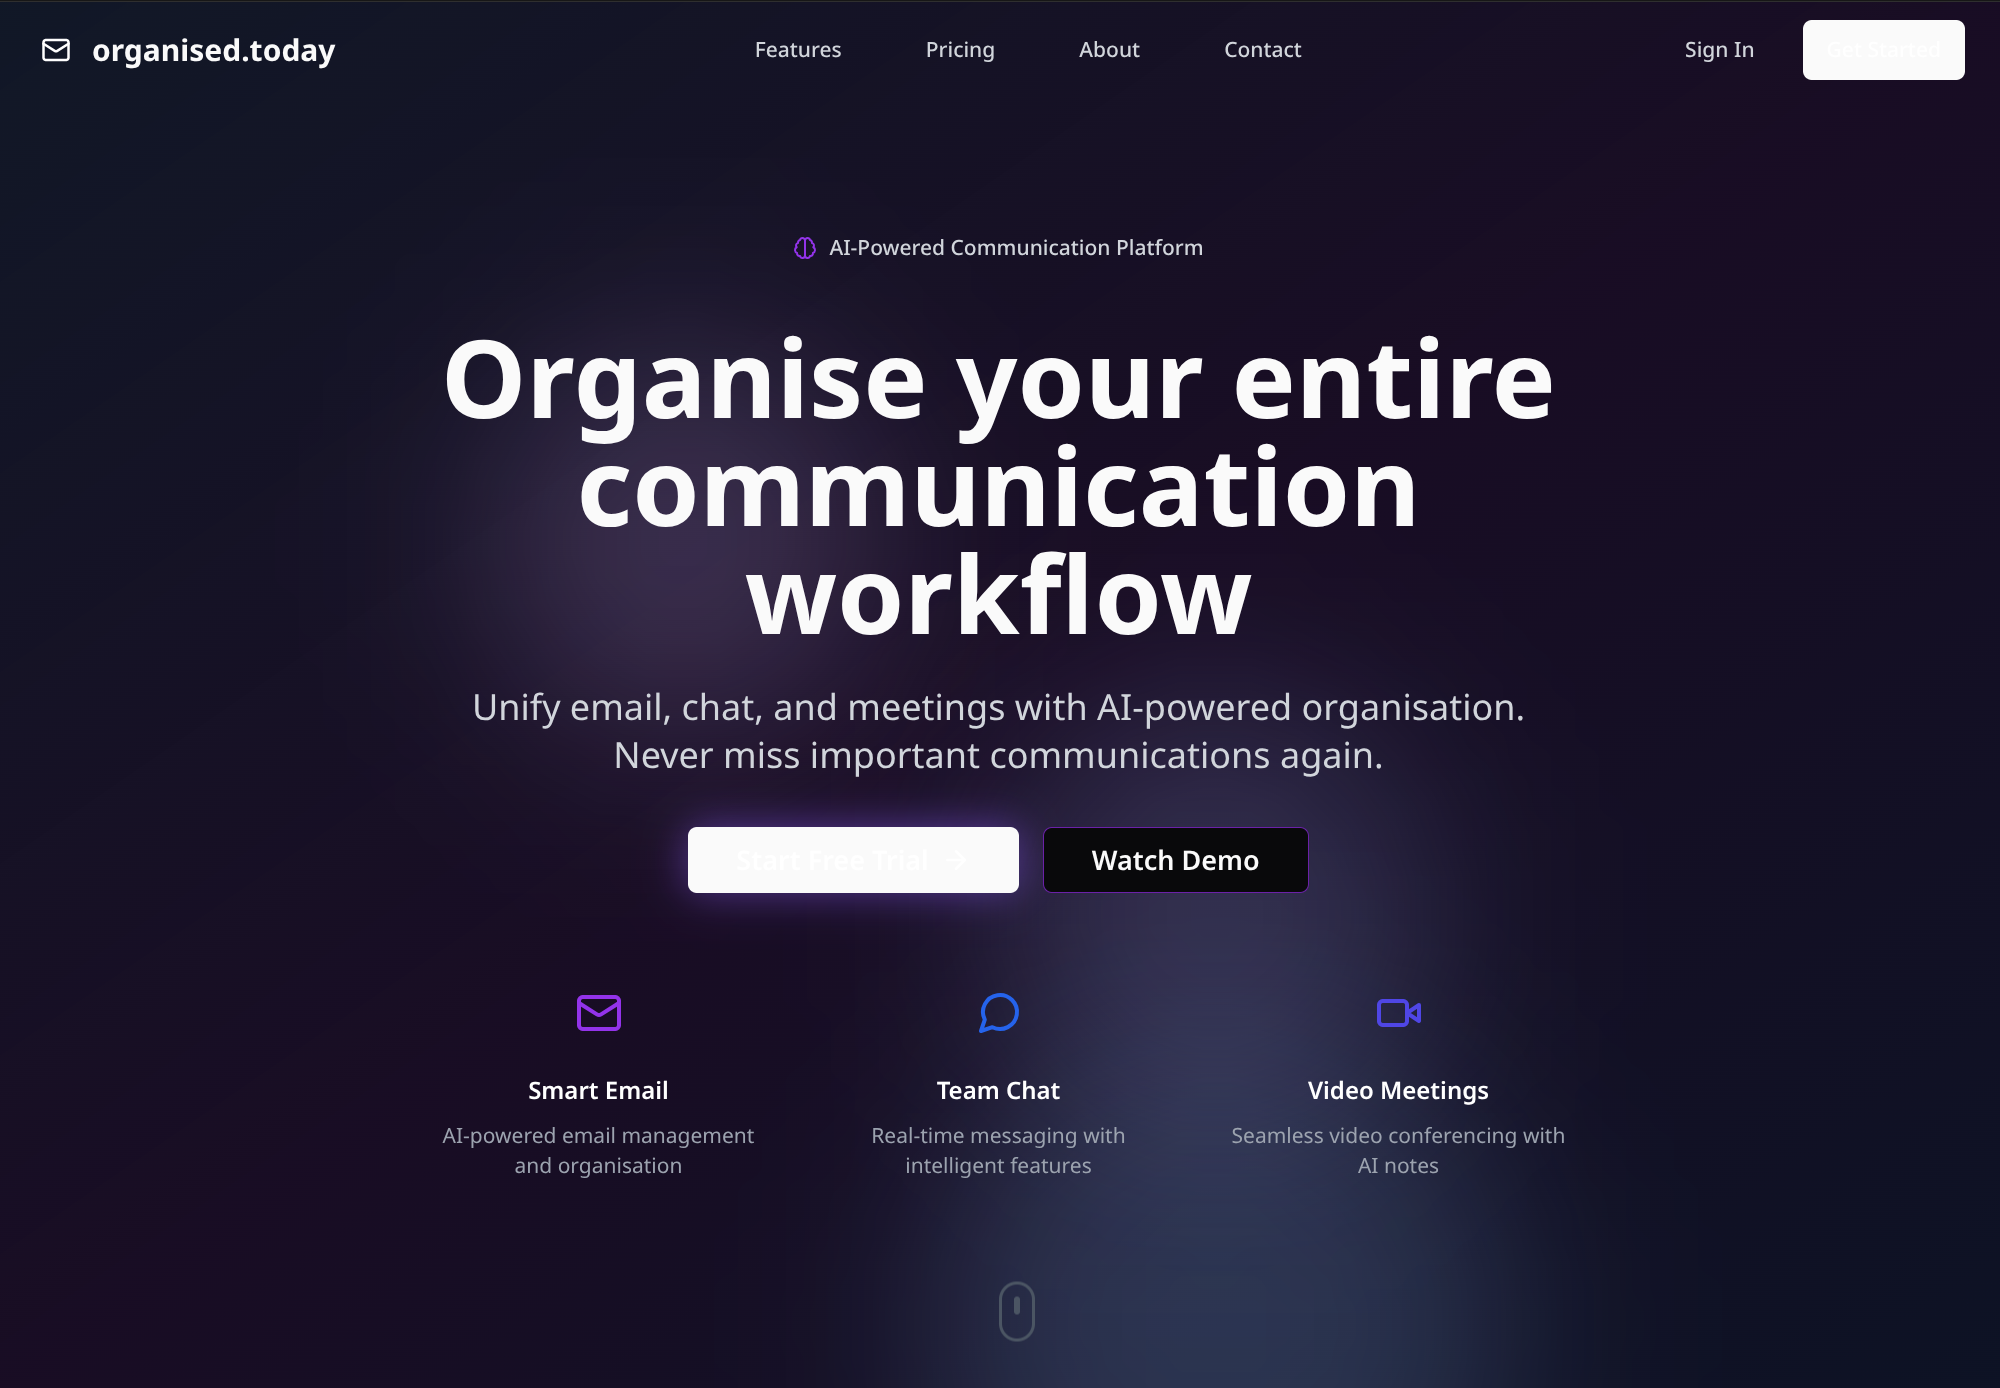 organised.today
Features
Pricing
About
Contact
Sign In
Get Started
AI-Powered Communication Platform
Organise your entire
communication
workflow
Unify email, chat, and meetings with AI-powered organisation.
Never miss important communications again.
Start Free Trial
Watch Demo
Smart Email
AI-powered email management
and organisation
Team Chat
Real-time messaging with
intelligent features
Video Meetings
Seamless video conferencing with
AI notes